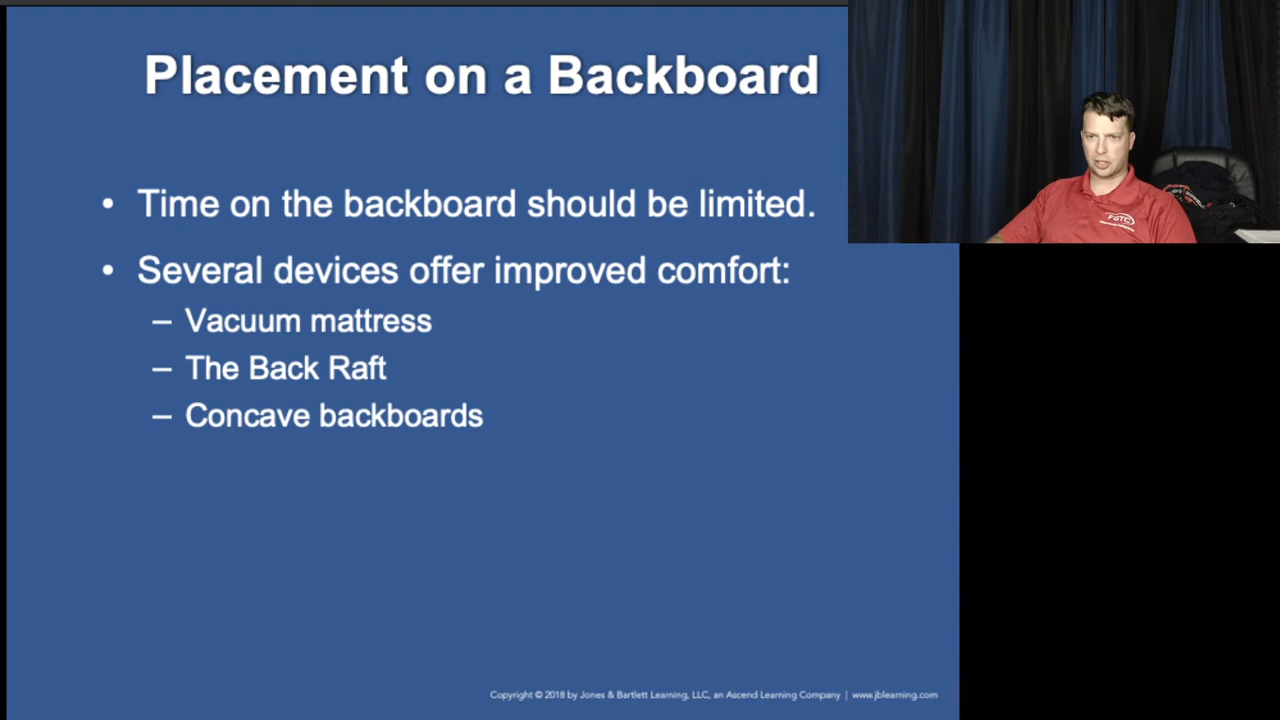 Placement on a Backboard
• Time on the backboard should be limited.
• Several devices offer improved comfort:
– Vacuum mattress
– The Back Raft
– Concave backboards
FGTC
Copyright © 2018 by Jones & Bartlett Learning, LLC, an Ascend Learning Company | www.jblearning.com